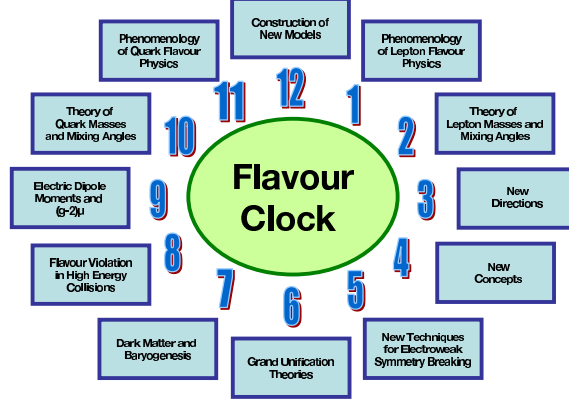 Construction of
New Models
Phenomenology
of Quark Flavour
Physics
Phenomenology
of Lepton Flavour
Physics
11
12
1
Theory of
Quark Masses
and Mixing Angles
10
2
Theory of
Lepton Masses and
Mixing Angles
Flavour
Clock
Electric Dipole
Moments and
(g-2)μ
9
3
New
Directions
Flavour Violation
in High Energy
Collisions
8
4
New
Concepts
7
6
5
Dark Matter and
Baryogenesis
Grand Unification
Theories
New Techniques
for Electroweak
Symmetry Breaking